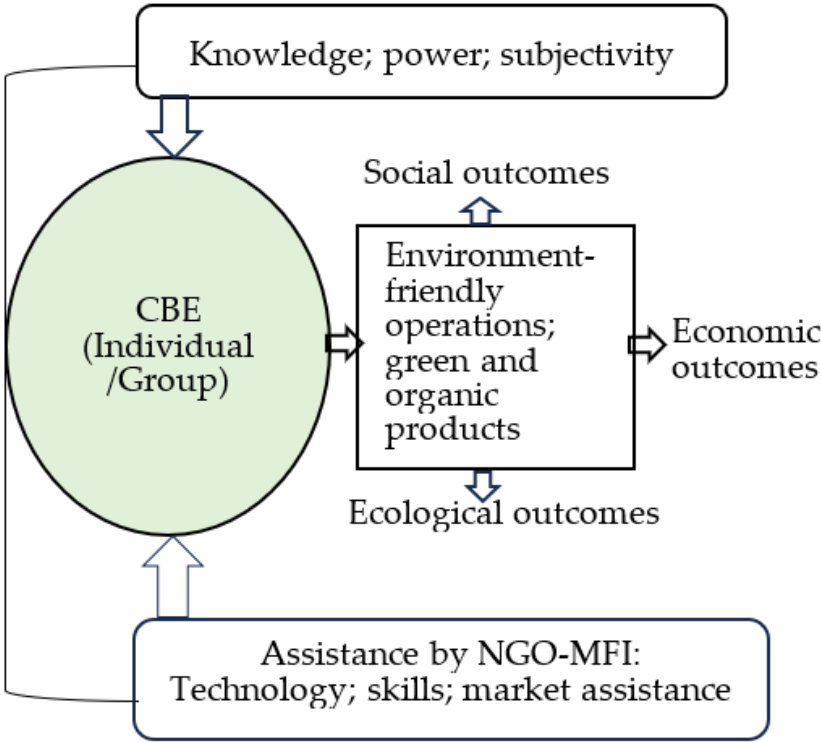 Knowledge; power; subjectivity
Social outcomes
CBE
(Individual
/Group)
Environment-
friendly
operations;
green and
organic
products
Economic
outcomes
Ecological outcomes
Assistance by NGO-MFI:
Technology; skills; market assistance